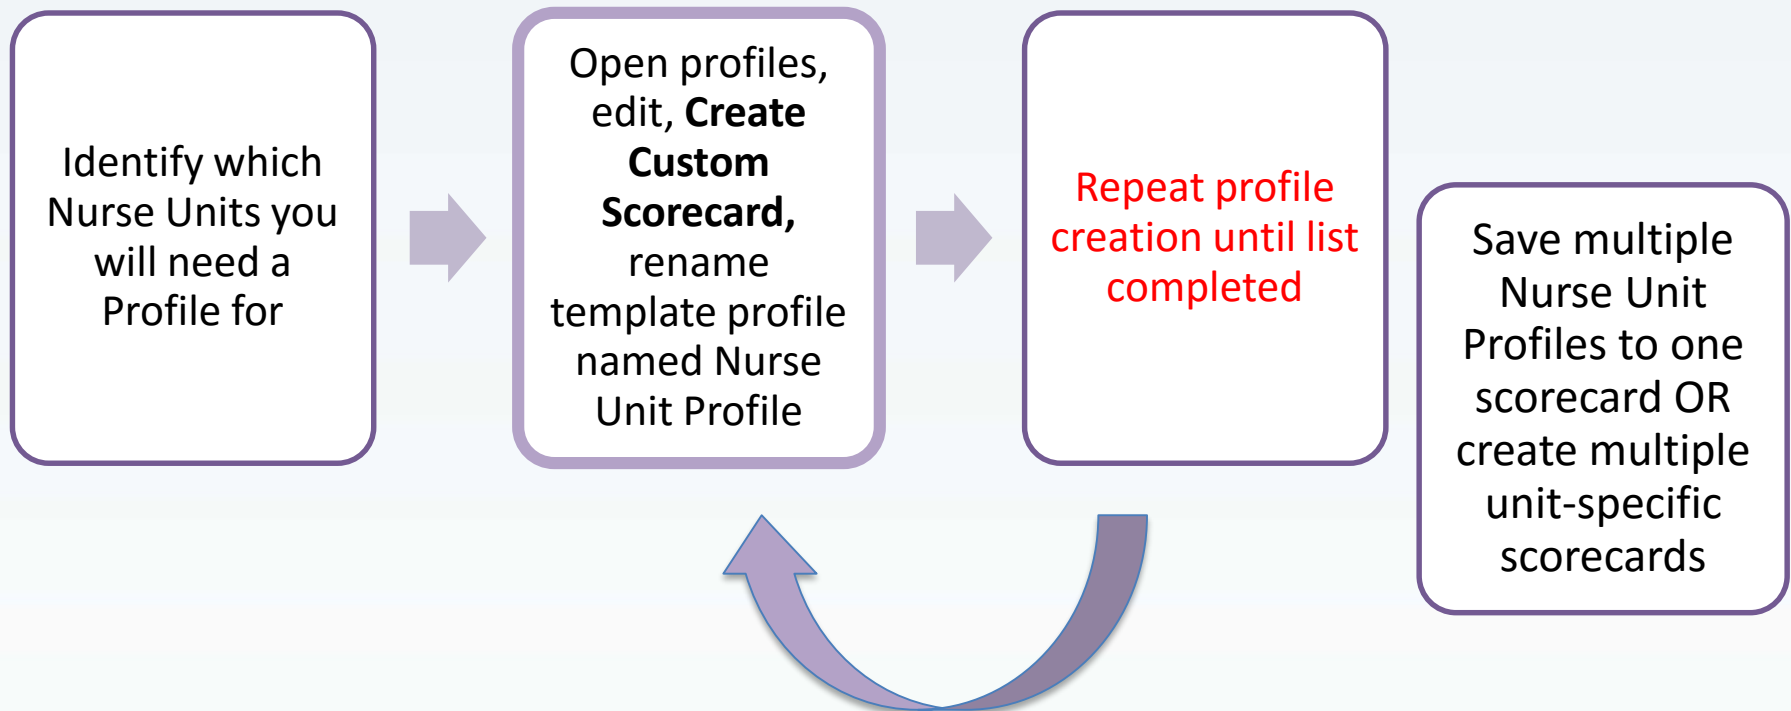 Identify which
Nurse Units you
will need a
Profile for
Open profiles,
edit, Create
Custom
Scorecard,
rename
template profile
named Nurse
Unit Profile
Repeat profile
creation until list
completed
Save multiple
Nurse Unit
Profiles to one
scorecard OR
create multiple
unit-specific
scorecards